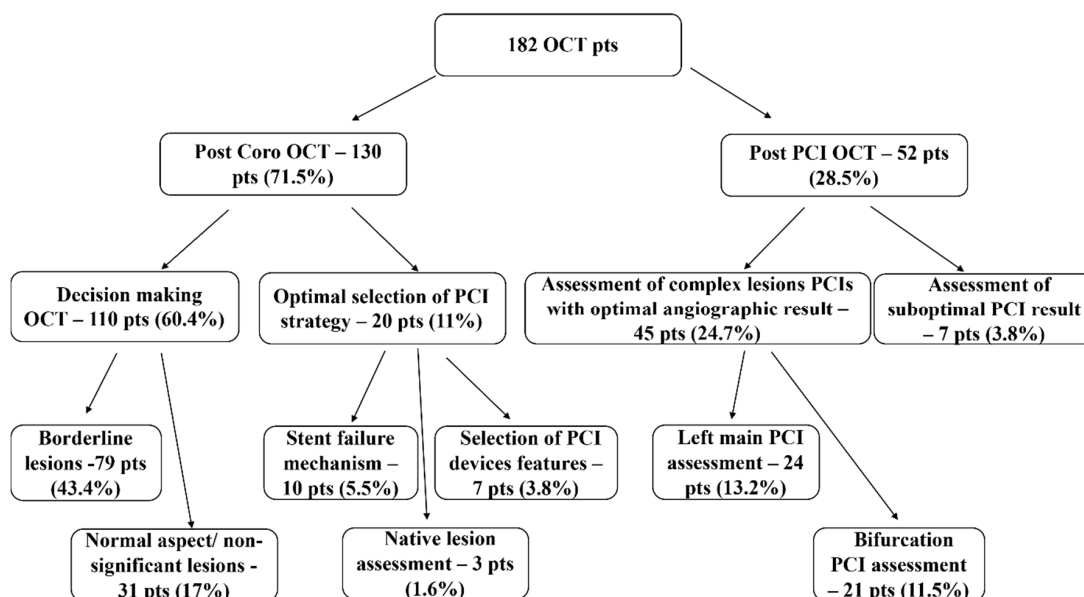 182 OCT pts
Post Coro OCT – 130
pts (71.5%)
Post PCI OCT – 52 pts
(28.5%)
Decision making
OCT – 110 pts (60.4%)
Optimal selection of PCI
strategy – 20 pts (11%)
Assessment of complex lesions PCIs
with optimal angiographic result –
45 pts (24.7%)
Assessment of
suboptimal PCI result
– 7 pts (3.8%)
Borderline
lesions -79 pts
(43.4%)
Stent failure
mechanism –
10 pts (5.5%)
Selection of PCI
devices features –
7 pts (3.8%)
Left main PCI
assessment – 24
pts (13.2%)
Normal aspect/ non-
significant lesions -
31 pts (17%)
Native lesion
assessment – 3 pts
(1.6%)
Bifurcation
PCI assessment
– 21 pts (11.5%)